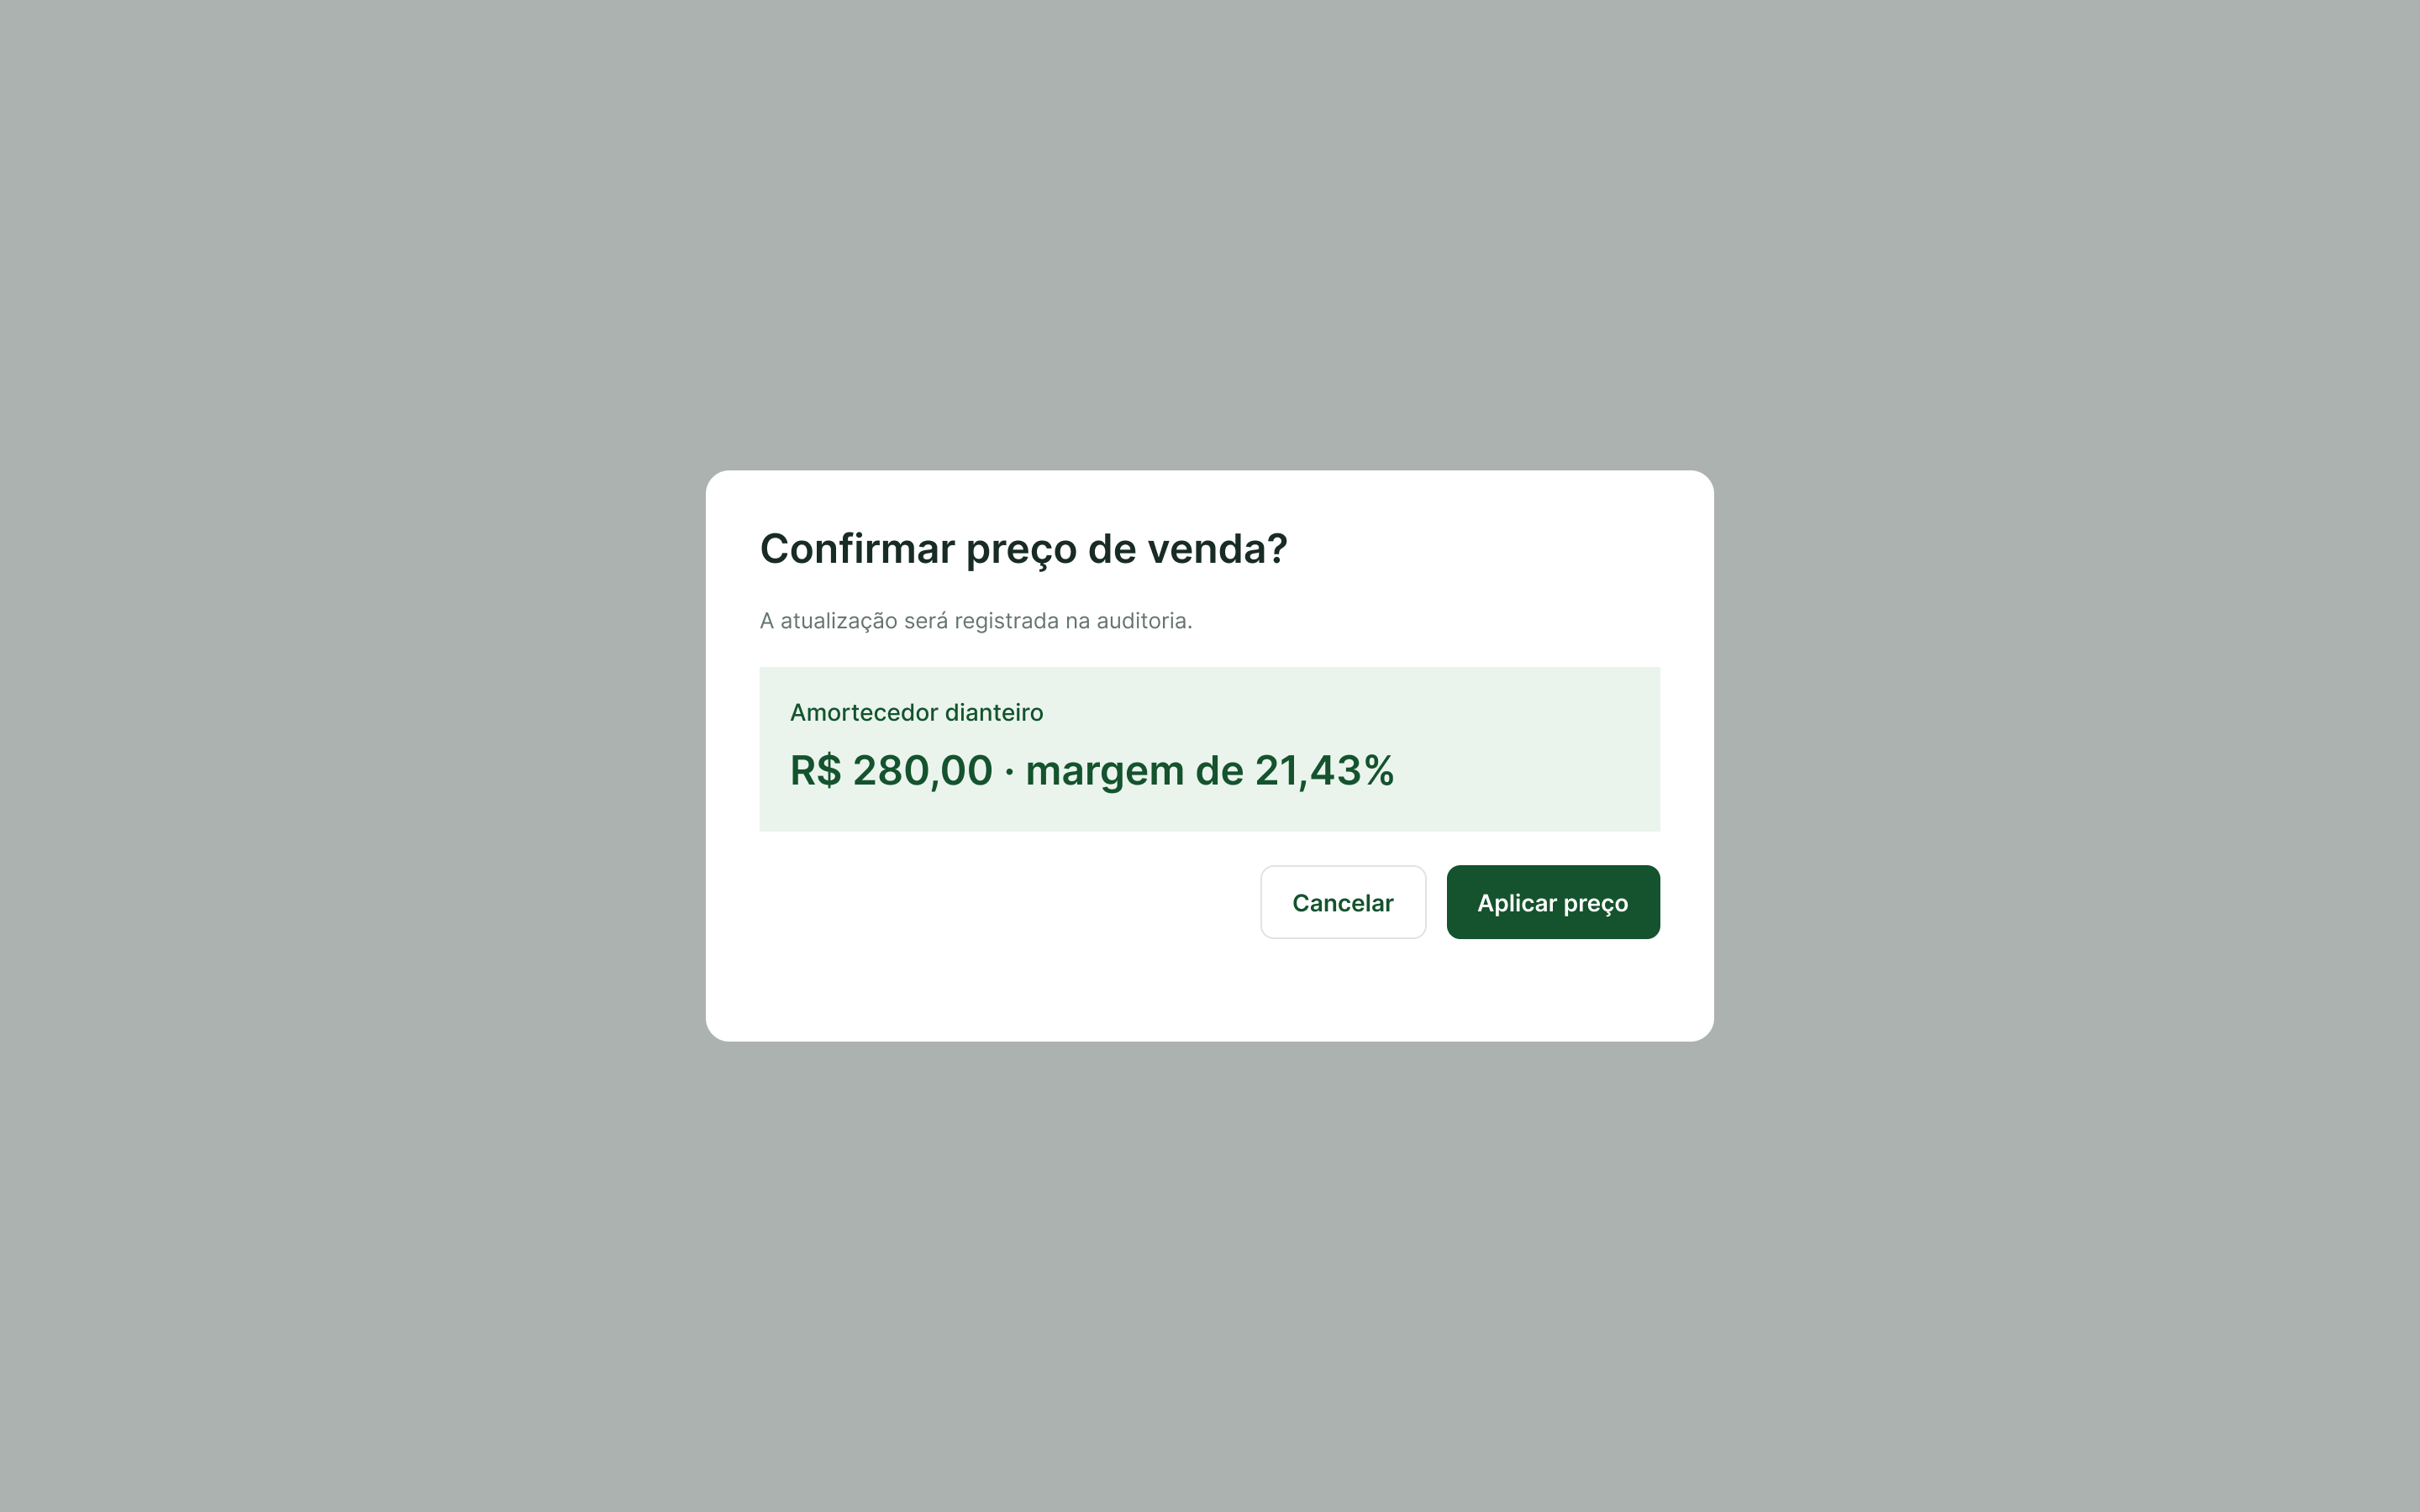 Confirmar preço de venda?
A atualização será registrada na auditoria.
Amortecedor dianteiro
R$ 280,00 · margem de 21,43%
Cancelar
Aplicar preço